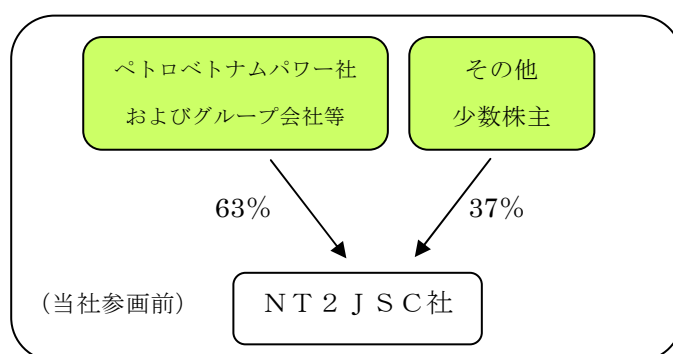 ペトロベトナムパワー社
およびグループ会社等
その他
少数株主
63%
37%
(当社参画前)
NT2JSC社